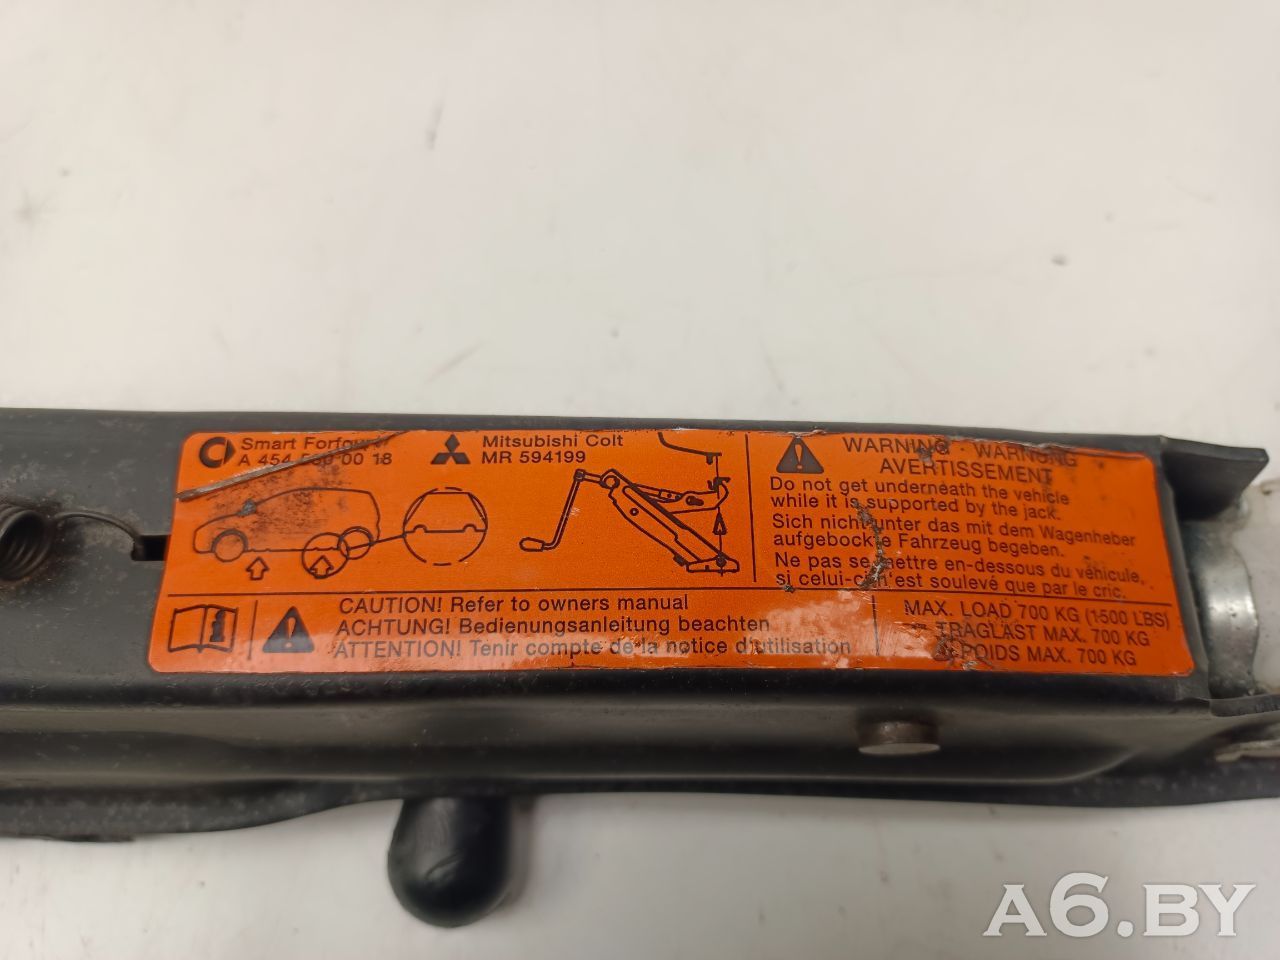 Smart Forfour
A 454 580 00 18
Mitsubishi Colt
MR 594199
WARNING · WARNUNG
AVERTISSEMENT
Do not get underneath the vehicle
while it is supported by the jack.
Sich nicht unter das mit dem Wagenheber
aufgebockte Fahrzeug begeben.
Ne pas se mettre en-dessous du véhicule,
si celui-ci n'est soulevé que par le cric.
CAUTION! Refer to owners manual
ACHTUNG! Bedienungsanleitung beachten
ATTENTION! Tenir compte de la notice d'utilisation
MAX. LOAD 700 KG (1500 LBS)
TRAGLAST MAX. 700 KG
POIDS MAX. 700 KG
A6.BY